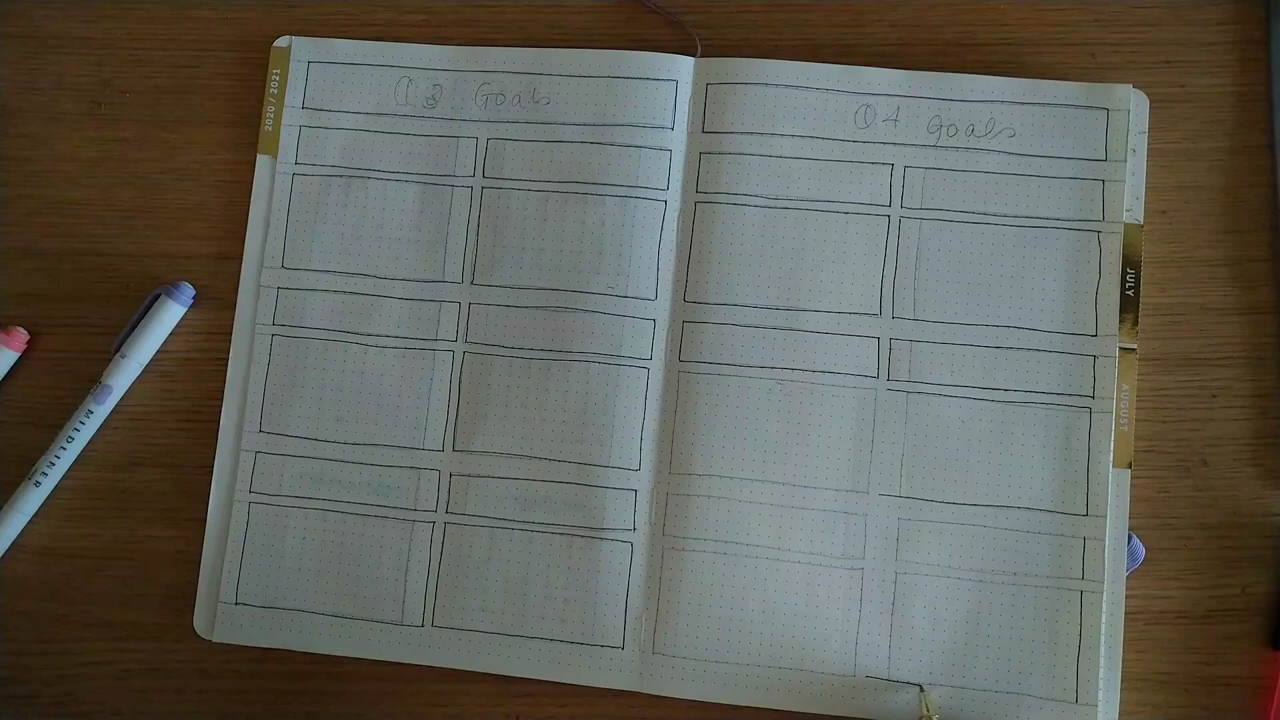 2020 / 2021
Q3 Goals
Q4 goals
JULY
AUGUST
MILDLINER